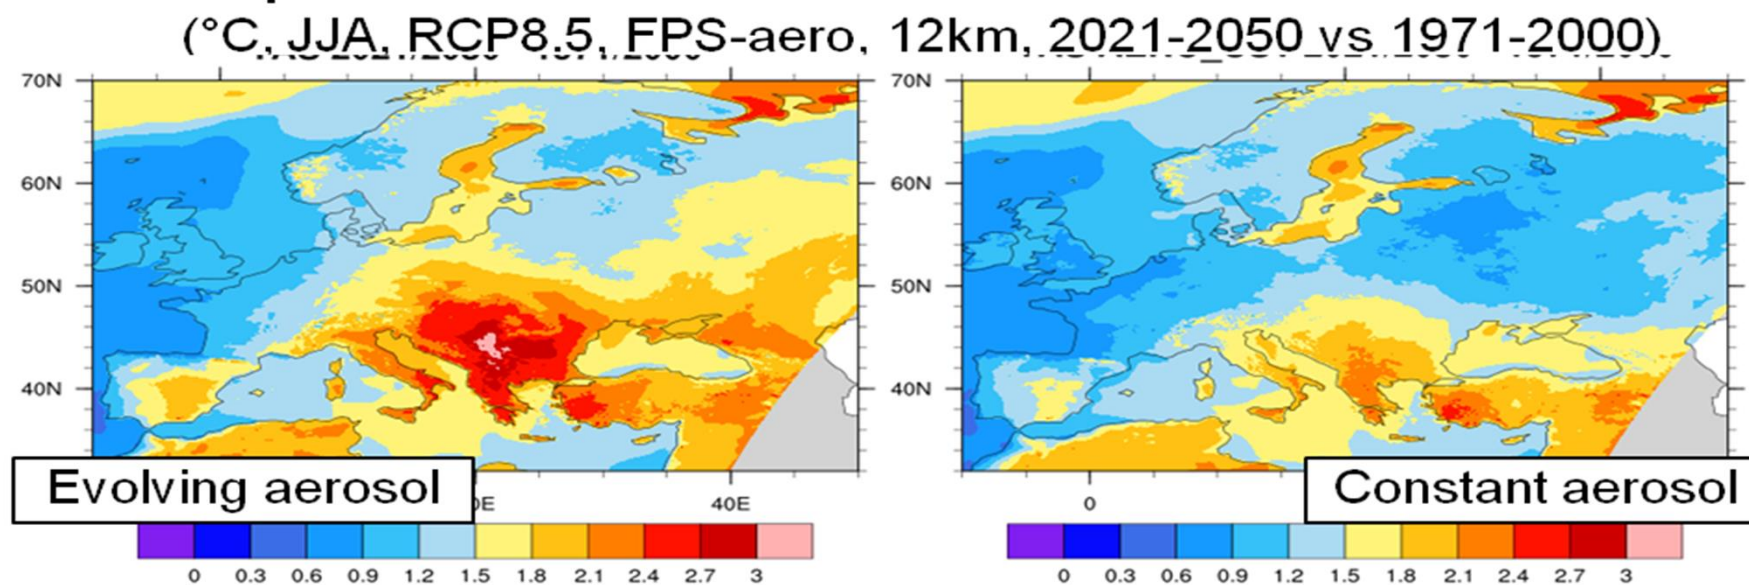 (°C, JJA, RCP8.5, FPS-aero, 12km, 2021-2050 vs 1971-2000)
70N
60N
50N
40N
70N
60N
50N
40N
Evolving aerosol
40E
0
Constant aerosol
0 0.3 0.6 0.9 1.2 1.5 1.8 2.1 2.4 2.7 3
0 0.3 0.6 0.9 1.2 1.5 1.8 2.1 2.4 2.7 3